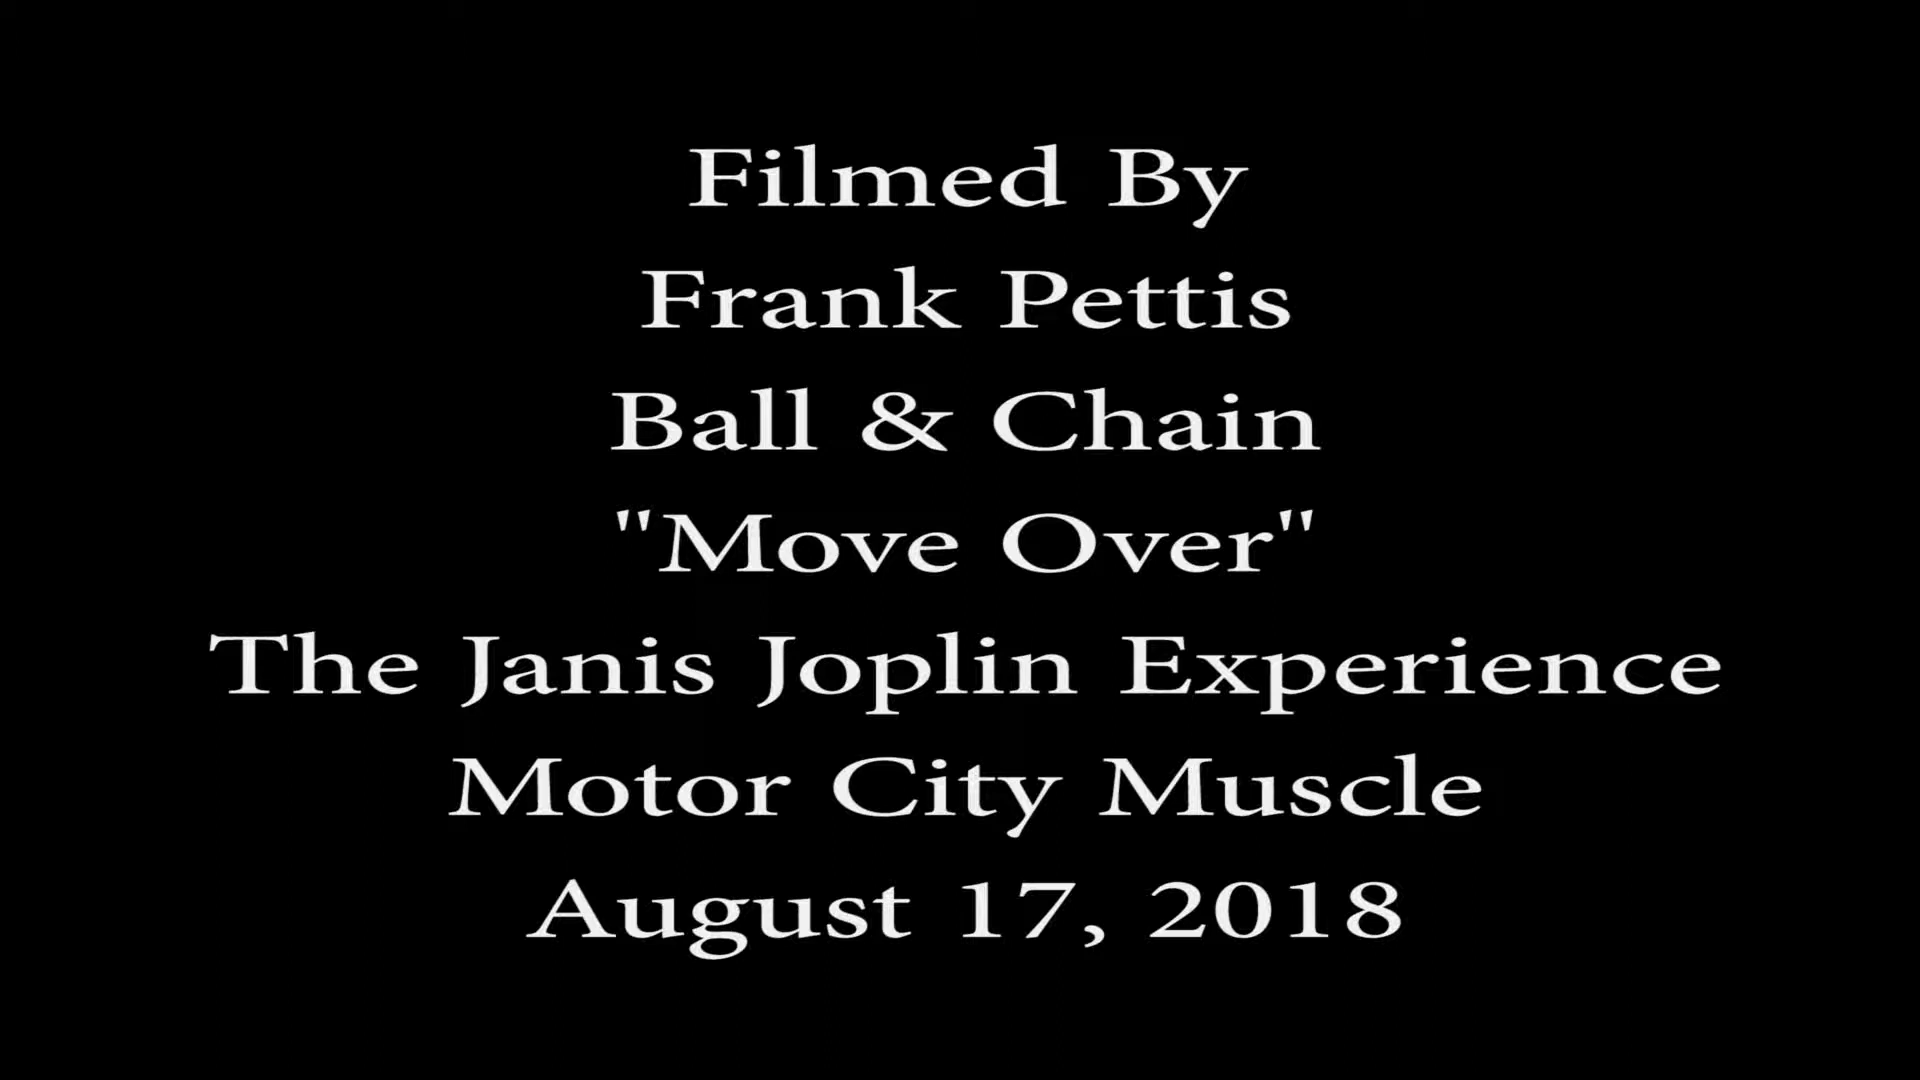 Filmed By
Frank Pettis
Ball & Chain
"Move Over"
The Janis Joplin Experience
Motor City Muscle
August 17, 2018